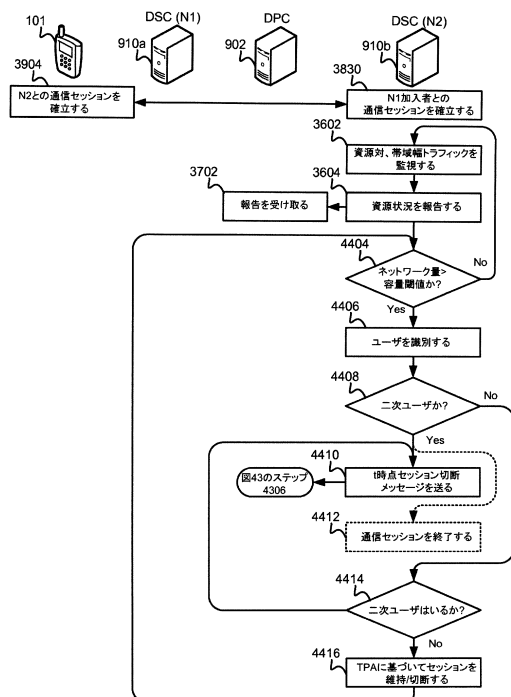 101
DSC (N1)
910a
DPC
902
DSC (N2)
910b
3904
N2との通信セッションを
確立する
3830
N1加入者との
通信セッションを確立する
3602
資源対、帯域幅トラフィックを
監視する
3702
報告を受け取る
3604
資源状況を報告する
4404
ネットワーク量>
容量閾値か?
No
Yes
4406
ユーザを識別する
4408
二次ユーザか?
No
Yes
4410
t時点セッション切断
メッセージを送る
図43のステップ
4306
4412
通信セッションを終了する
4414
二次ユーザはいるか?
No
4416
TPAに基づいてセッションを
維持/切断する